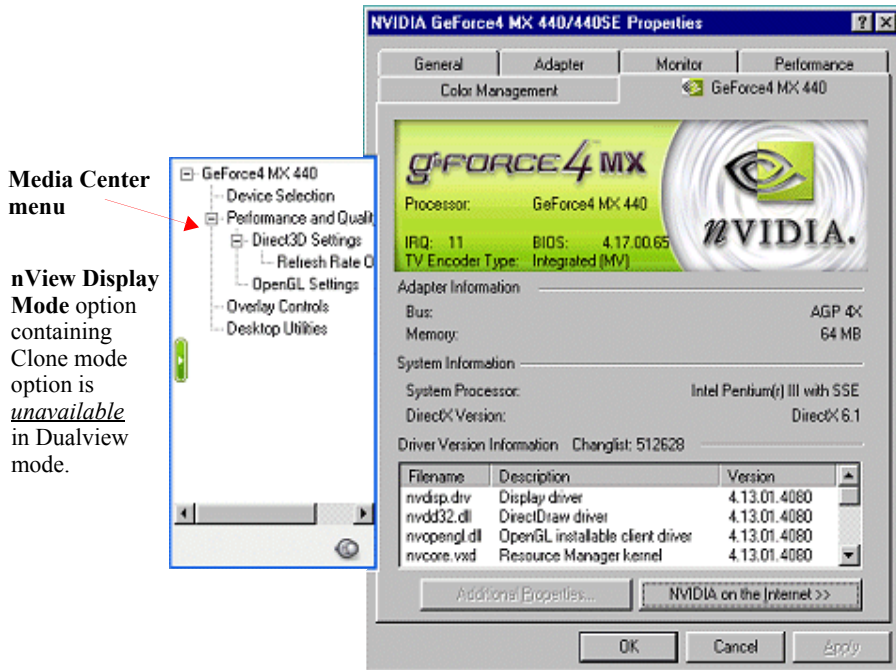 NVIDIA GeForce4 MX 440/440SE Properties
General Adapter Monitor Performance
Color Management GeForce4 MX 440
GeFORCE4 MX
Processor: GeForce4 MX 440
IRQ: 11 BIOS: 4.17.00.65
TV Encoder Type: Integrated (MV)
nVIDIA.
Adapter Information
Bus: AGP 4X
Memory: 64 MB
System Information
System Processor: Intel Pentium(r) III with SSE
DirectX Version: DirectX 6.1
Driver Version Information Changlist: 512628
Filename Description Version
nvdisp.drv Display driver 4.13.01.4080
nvdd32.dll DirectDraw driver 4.13.01.4080
nvopengl.dll OpenGL installable client driver 4.13.01.4080
nvcore.vxd Resource Manager kernel 4.13.01.4080
Additional Properties... NVIDIA on the Internet >>
OK Cancel Apply
Media Center
menu
GeForce4 MX 440
Device Selection
Performance and Qualit
Direct3D Settings
Refresh Rate O
OpenGL Settings
Overlay Controls
Desktop Utilities
nView Display
Mode option
containing
Clone mode
option is
unavailable
in Dualview
mode.